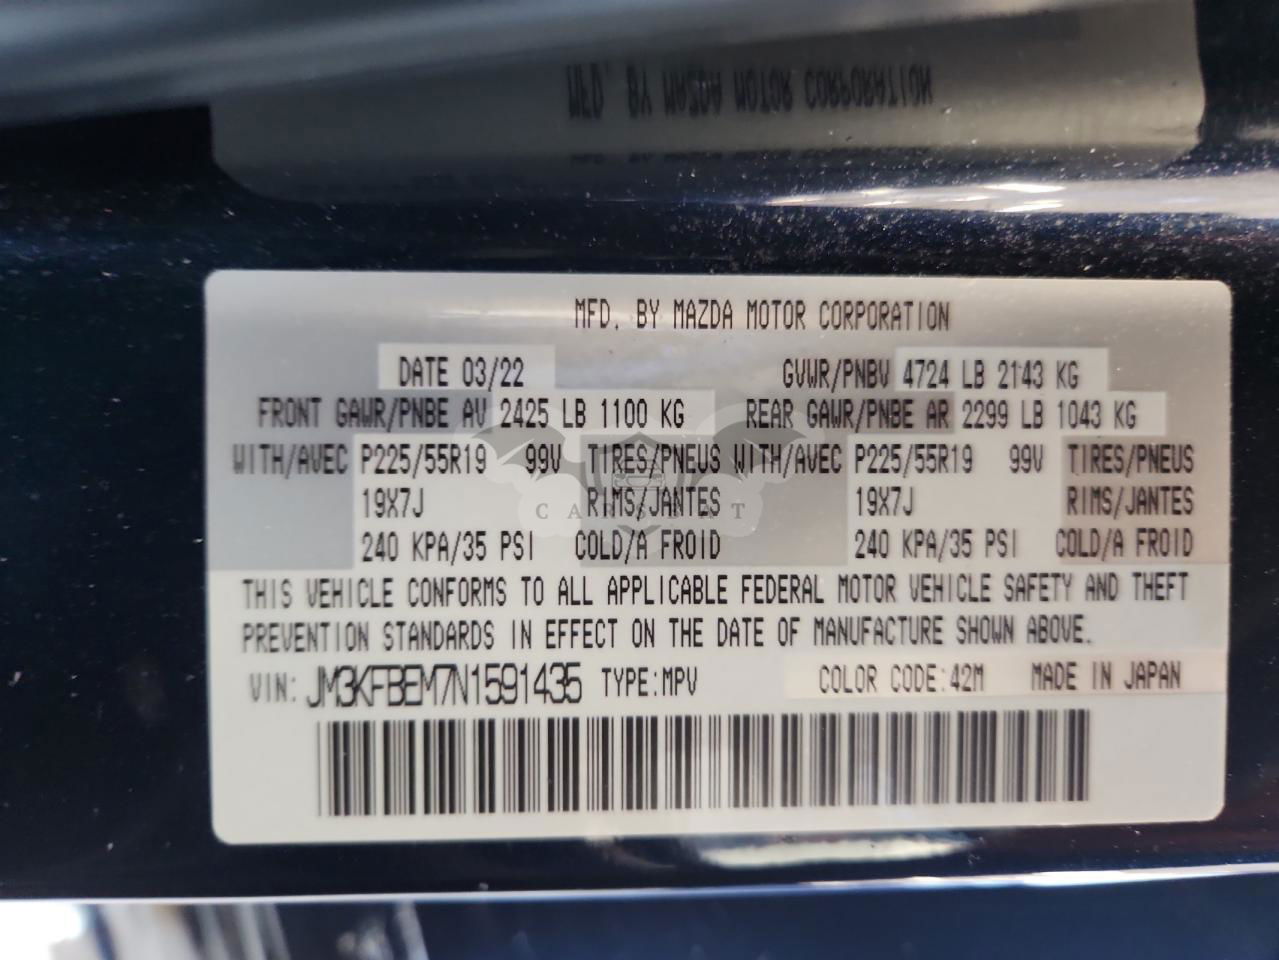 MFD. BY MAZDA MOTOR CORPORATION
MFD. BY MAZDA MOTOR CORPORATION
DATE 03/22 GVWR/PNBV 4724 LB 2143 KG
FRONT GAWR/PNBE AV 2425 LB 1100 KG REAR GAWR/PNBE AR 2299 LB 1043 KG
WITH/AVEC P225/55R19 99V TIRES/PNEUS WITH/AVEC P225/55R19 99V TIRES/PNEUS
19X7J RIMS/JANTES 19X7J RIMS/JANTES
240 KPA/35 PSI COLD/A FROID 240 KPA/35 PSI COLD/A FROID
THIS VEHICLE CONFORMS TO ALL APPLICABLE FEDERAL MOTOR VEHICLE SAFETY AND THEFT
PREVENTION STANDARDS IN EFFECT ON THE DATE OF MANUFACTURE SHOWN ABOVE.
VIN: JM3KFBEM7N1591435 TYPE:MPV COLOR CODE:42M MADE IN JAPAN